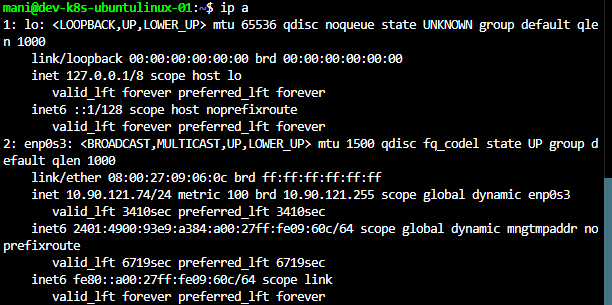 mani@dev-k8s-ubuntulinux-01:~$ ip a
1: lo: <LOOPBACK,UP,LOWER_UP> mtu 65536 qdisc noqueue state UNKNOWN group default qle
n 1000
    link/loopback 00:00:00:00:00:00 brd 00:00:00:00:00:00
    inet 127.0.0.1/8 scope host lo
       valid_lft forever preferred_lft forever
    inet6 ::1/128 scope host noprefixroute
       valid_lft forever preferred_lft forever
2: enp0s3: <BROADCAST,MULTICAST,UP,LOWER_UP> mtu 1500 qdisc fq_codel state UP group d
efault qlen 1000
    link/ether 08:00:27:09:06:0c brd ff:ff:ff:ff:ff:ff
    inet 10.90.121.74/24 metric 100 brd 10.90.121.255 scope global dynamic enp0s3
       valid_lft 3410sec preferred_lft 3410sec
    inet6 2401:4900:93e9:a384:a00:27ff:fe09:60c/64 scope global dynamic mngtmpaddr no
prefixroute
       valid_lft 6719sec preferred_lft 6719sec
    inet6 fe80::a00:27ff:fe09:60c/64 scope link
       valid_lft forever preferred_lft forever